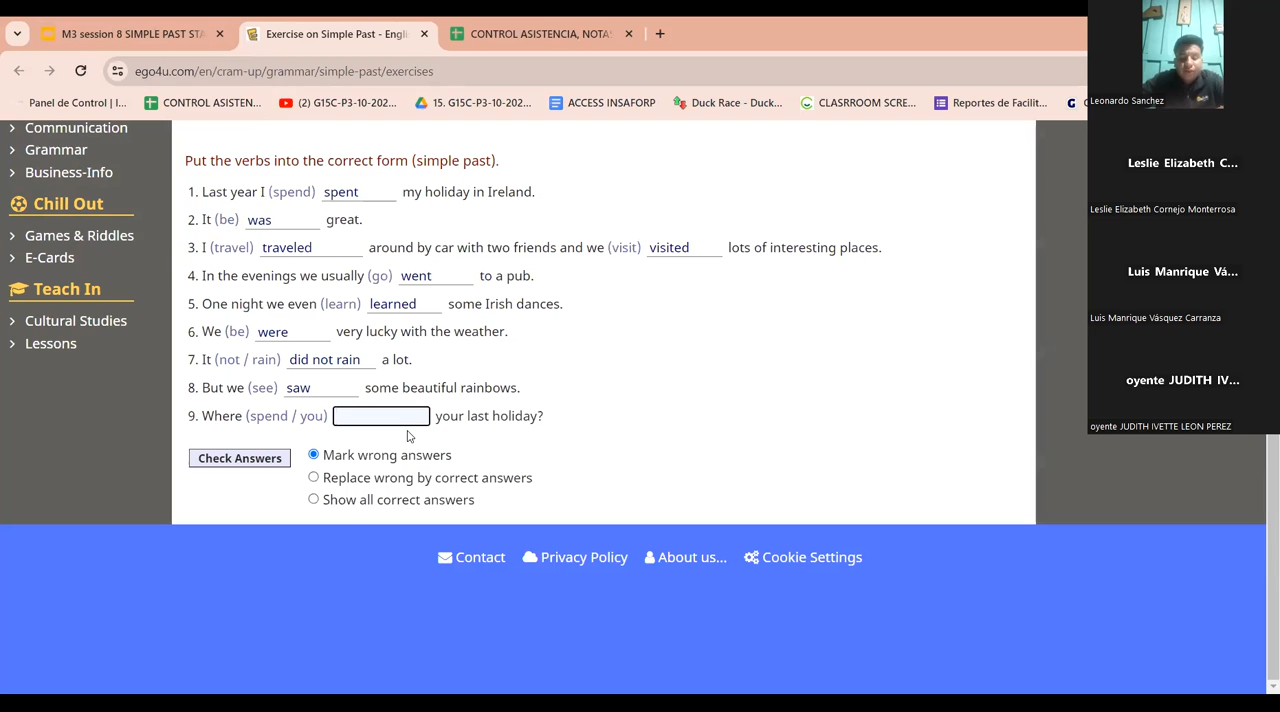 M3 session 8 SIMPLE PAST STA
Exercise on Simple Past - Engli
CONTROL ASISTENCIA, NOTAS
ego4u.com/en/cram-up/grammar/simple-past/exercises
Panel de Control | I...
CONTROL ASISTEN...
(2) G15C-P3-10-202...
15. G15C-P3-10-202...
ACCESS INSAFORP
Duck Race - Duck...
CLASRROOM SCRE...
Reportes de Facilit...
Communication
Grammar
Business-Info
Chill Out
Games & Riddles
E-Cards
Teach In
Cultural Studies
Lessons
Put the verbs into the correct form (simple past).
1. Last year I (spend) spent my holiday in Ireland.
2. It (be) was great.
3. I (travel) traveled around by car with two friends and we (visit) visited lots of interesting places.
4. In the evenings we usually (go) went to a pub.
5. One night we even (learn) learned some Irish dances.
6. We (be) were very lucky with the weather.
7. It (not / rain) did not rain a lot.
8. But we (see) saw some beautiful rainbows.
9. Where (spend / you) your last holiday?
Check Answers
Mark wrong answers
Replace wrong by correct answers
Show all correct answers
Contact Privacy Policy About us... Cookie Settings
Leonardo Sanchez
Leslie Elizabeth C...
Leslie Elizabeth Cornejo Monterrosa
Luis Manrique Vá...
Luis Manrique Vásquez Carranza
oyente JUDITH IV...
oyente JUDITH IVETTE LEON PEREZ